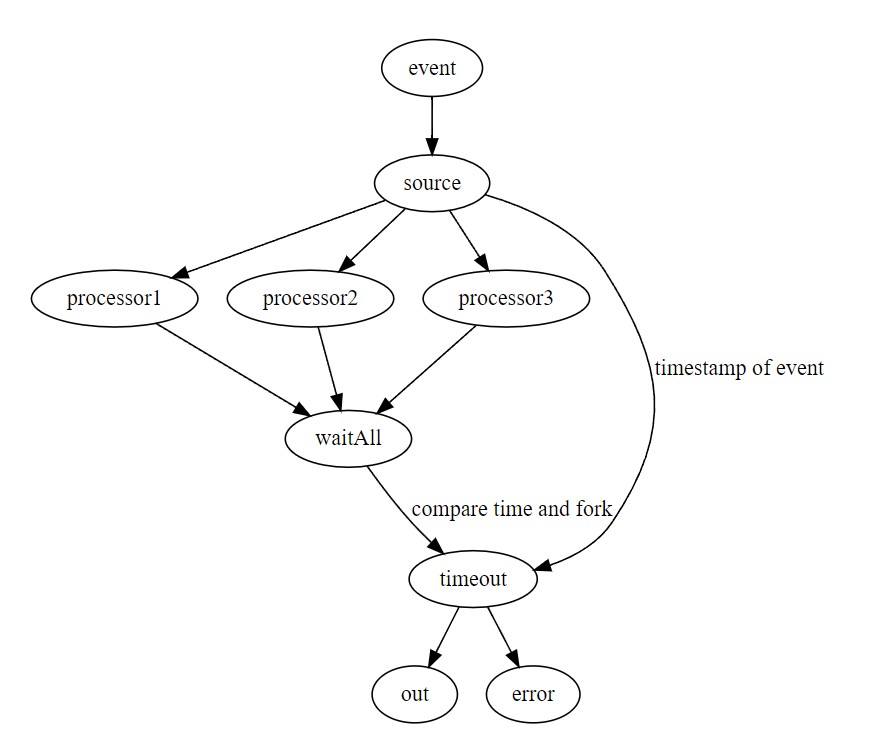 event
source
processor1
processor2
processor3
timestamp of event
waitAll
compare time and fork
timeout
out
error